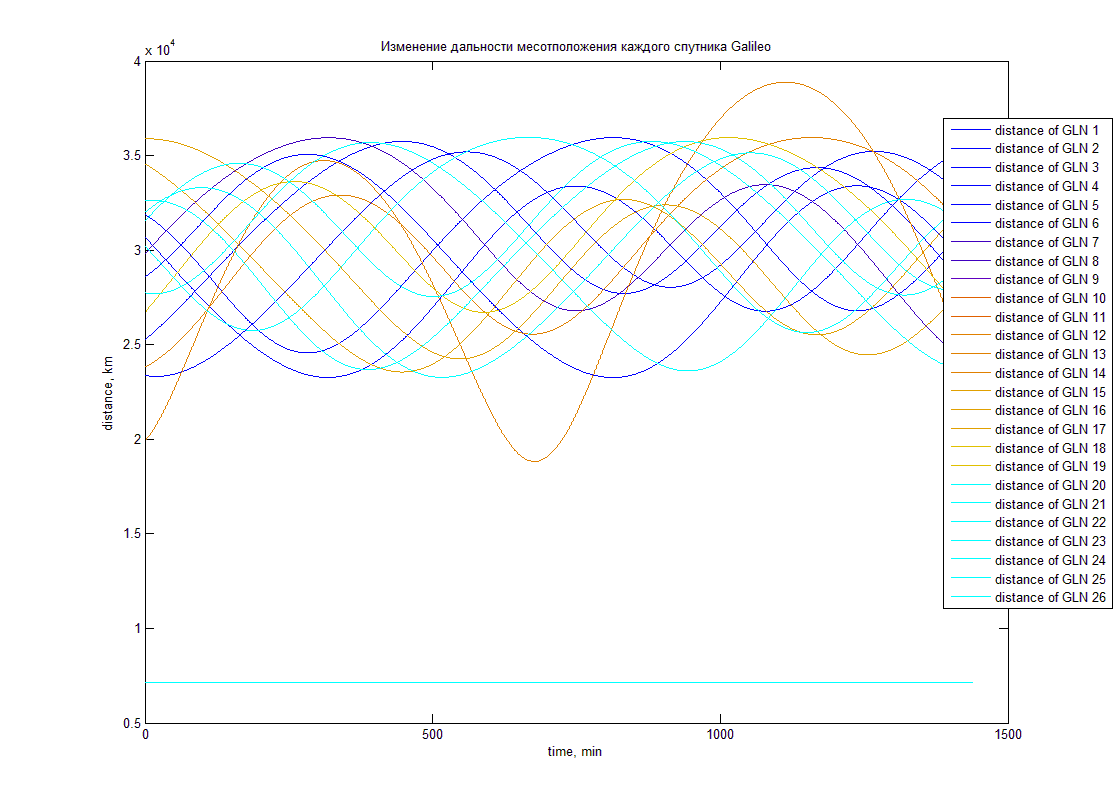 Изменение дальности месотположения каждого спутника Galileo
x 10^4
4
3.5
3
2.5
2
1.5
1
0.5
0
500
1000
1500
distance, km
time, min
distance of GLN 1
distance of GLN 2
distance of GLN 3
distance of GLN 4
distance of GLN 5
distance of GLN 6
distance of GLN 7
distance of GLN 8
distance of GLN 9
distance of GLN 10
distance of GLN 11
distance of GLN 12
distance of GLN 13
distance of GLN 14
distance of GLN 15
distance of GLN 16
distance of GLN 17
distance of GLN 18
distance of GLN 19
distance of GLN 20
distance of GLN 21
distance of GLN 22
distance of GLN 23
distance of GLN 24
distance of GLN 25
distance of GLN 26